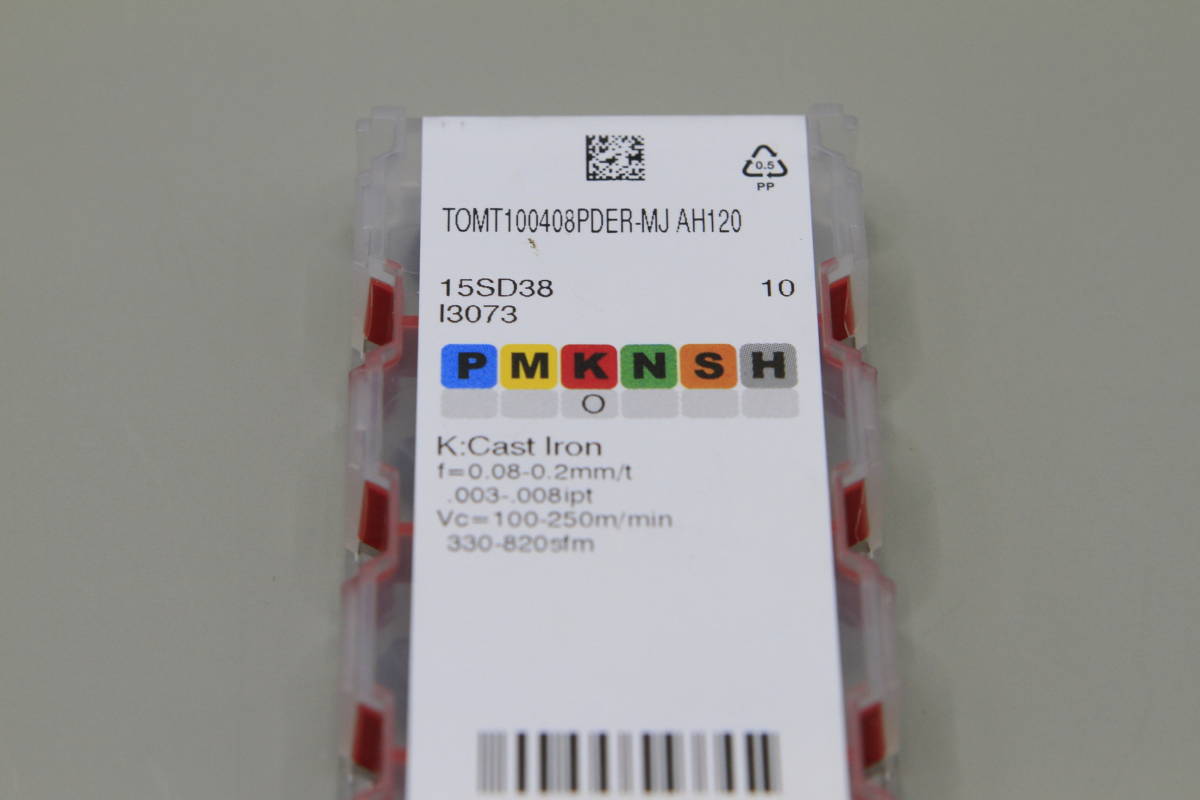 0.5
PP
TOMT100408PDER-MJ AH120
15SD38 10
I3073
P M K N S H
O
K:Cast Iron
f=0.08-0.2mm/t
.003-.008ipt
Vc=100-250m/min
330-820sfm